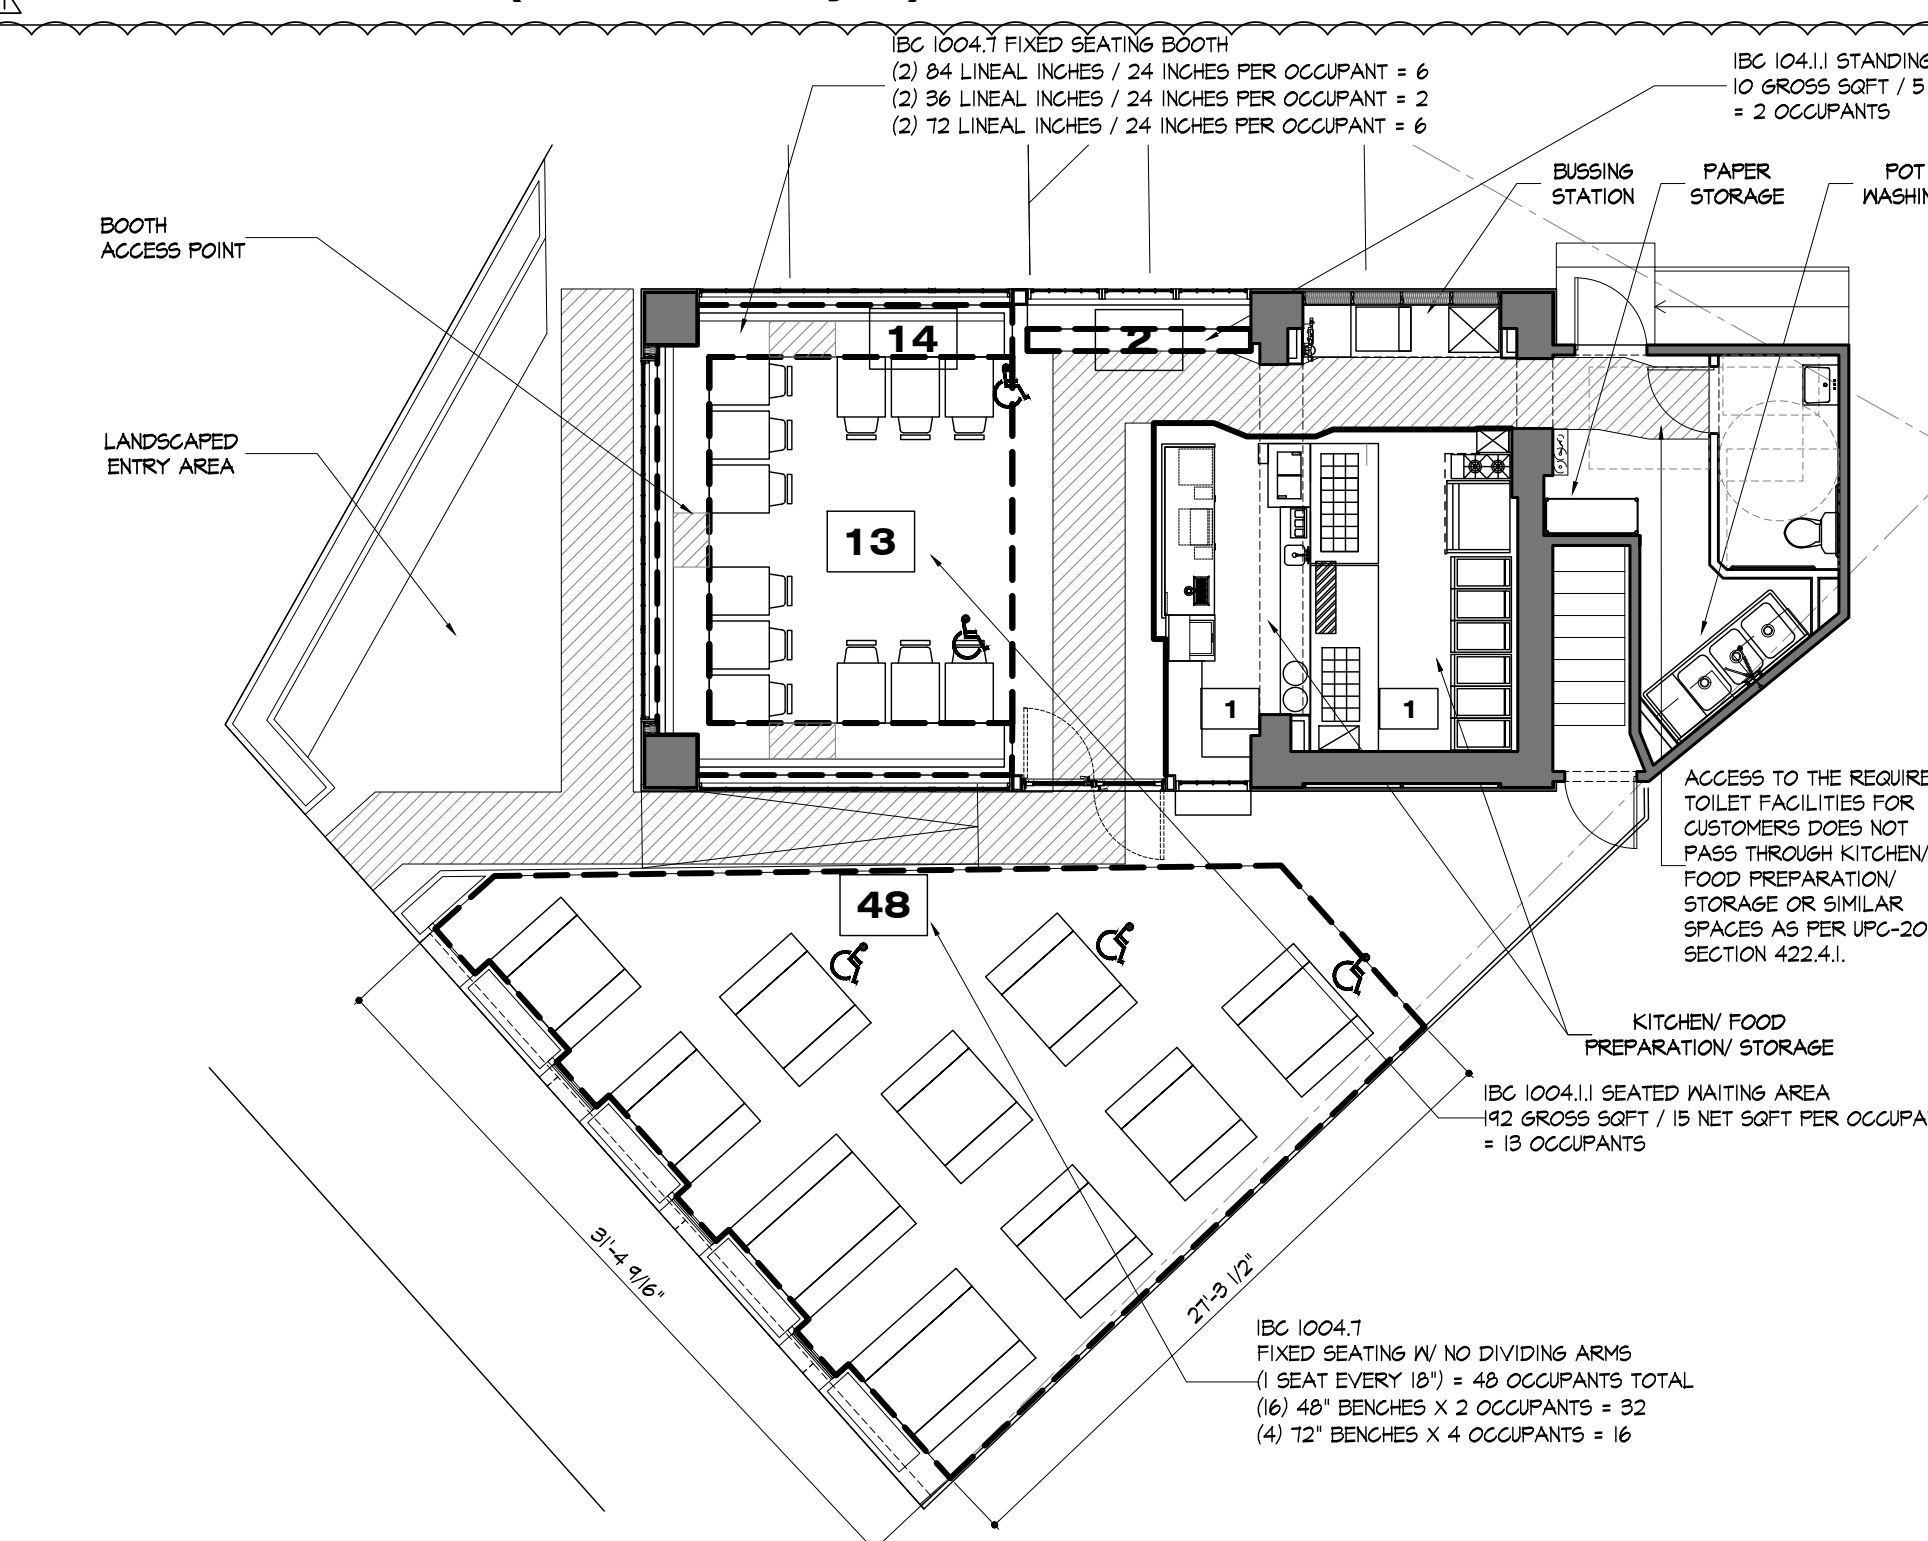 IBC 1004.7 FIXED SEATING BOOTH
(2) 84 LINEAL INCHES / 24 INCHES PER OCCUPANT = 6
(2) 36 LINEAL INCHES / 24 INCHES PER OCCUPANT = 2
(2) 72 LINEAL INCHES / 24 INCHES PER OCCUPANT = 6
IBC 104.1.1 STANDING
10 GROSS SQFT / 5
= 2 OCCUPANTS
BUSSING
STATION
PAPER
STORAGE
POT
WASHIN
BOOTH
ACCESS POINT
LANDSCAPED
ENTRY AREA
14
2
13
1
1
48
ACCESS TO THE REQUIRE
TOILET FACILITIES FOR
CUSTOMERS DOES NOT
PASS THROUGH KITCHEN/
FOOD PREPARATION/
STORAGE OR SIMILAR
SPACES AS PER UPC-20
SECTION 422.4.1.
KITCHEN/ FOOD
PREPARATION/ STORAGE
IBC 1004.1.1 SEATED WAITING AREA
192 GROSS SQFT / 15 NET SQFT PER OCCUPA
= 13 OCCUPANTS
31'-4 9/16"
27'-3 1/2"
IBC 1004.7
FIXED SEATING W/ NO DIVIDING ARMS
(1 SEAT EVERY 18") = 48 OCCUPANTS TOTAL
(16) 48" BENCHES X 2 OCCUPANTS = 32
(4) 72" BENCHES X 4 OCCUPANTS = 16